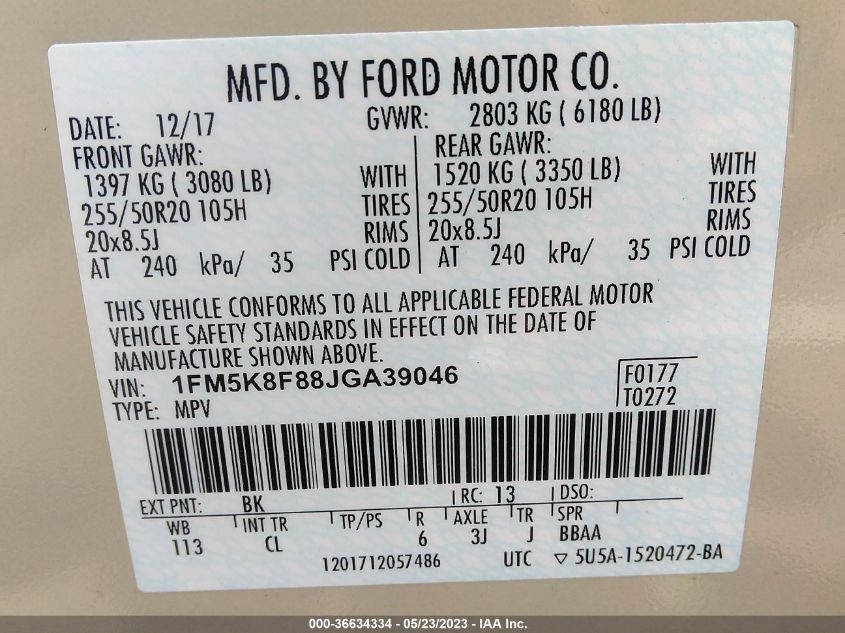 MFD. BY FORD MOTOR CO.
DATE: 12/17 GVWR: 2803 KG ( 6180 LB)
FRONT GAWR: REAR GAWR:
1397 KG ( 3080 LB) WITH 1520 KG ( 3350 LB) WITH
255/50R20 105H TIRES 255/50R20 105H TIRES
20x8.5J RIMS 20x8.5J RIMS
AT 240 kPa/ 35 PSI COLD AT 240 kPa/ 35 PSI COLD
THIS VEHICLE CONFORMS TO ALL APPLICABLE FEDERAL MOTOR
VEHICLE SAFETY STANDARDS IN EFFECT ON THE DATE OF
MANUFACTURE SHOWN ABOVE.
VIN: 1FM5K8F88JGA39046 F0177
TYPE: MPV T0272
EXT PNT: BK RC: 13 DSO:
WB INT TR TP/PS R AXLE TR SPR
113 CL 6 3J J BBAA
1201712057486 UTC ▽ 5U5A-1520472-BA
000-36634334 - 05/23/2023 - IAA Inc.